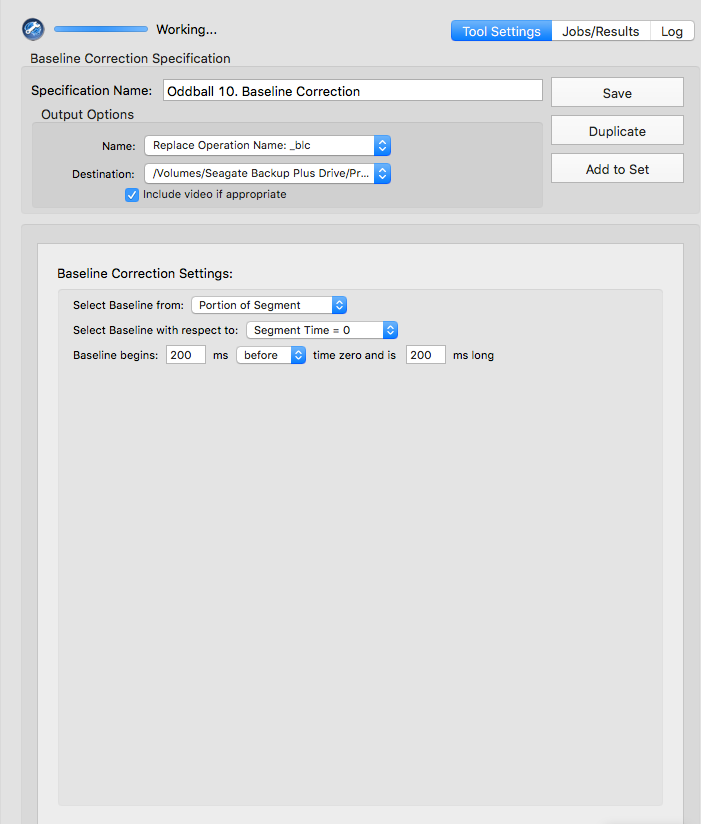 Working... Tool Settings Jobs/Results Log
Baseline Correction Specification
Specification Name: Oddball 10. Baseline Correction Save
Output Options
Duplicate
Name: Replace Operation Name: _blc
Destination: /Volumes/Seagate Backup Plus Drive/Pr... Add to Set
Include video if appropriate
Baseline Correction Settings:
Select Baseline from: Portion of Segment
Select Baseline with respect to: Segment Time = 0
Baseline begins: 200 ms before time zero and is 200 ms long